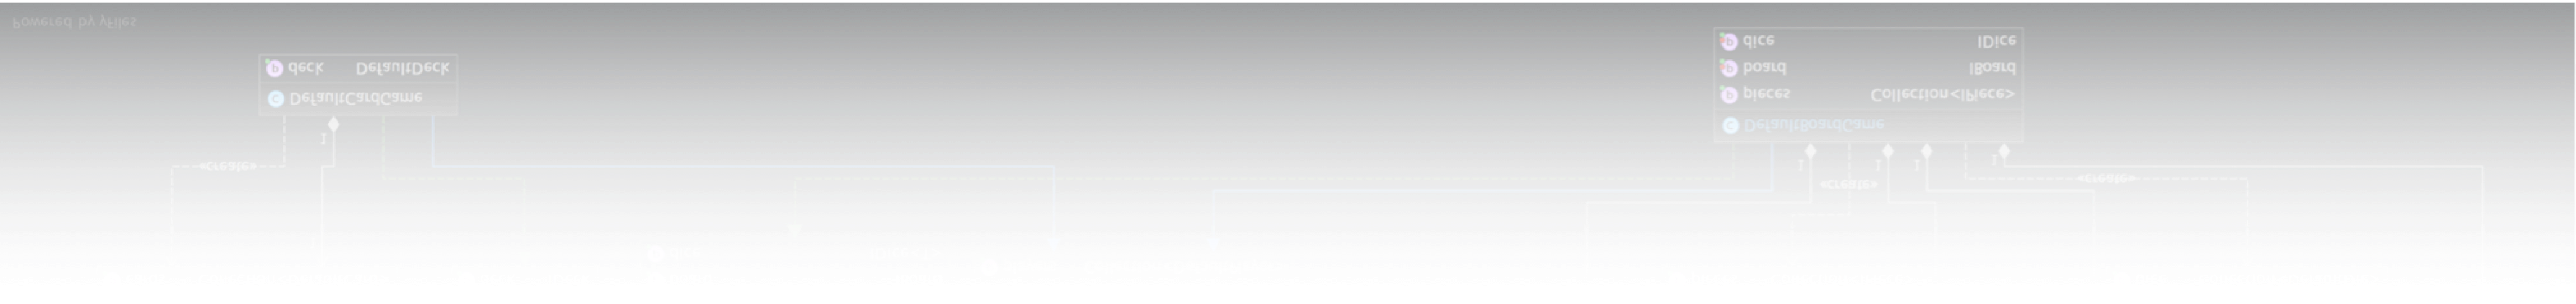 Powered by yFiles
dice IDice
deck DefaultDeck
board IBoard
DefaultCardGame
pieces Collection<IPiece>
DefaultBoardGame
1
1
1
1
1
«create»
«create»
«create»